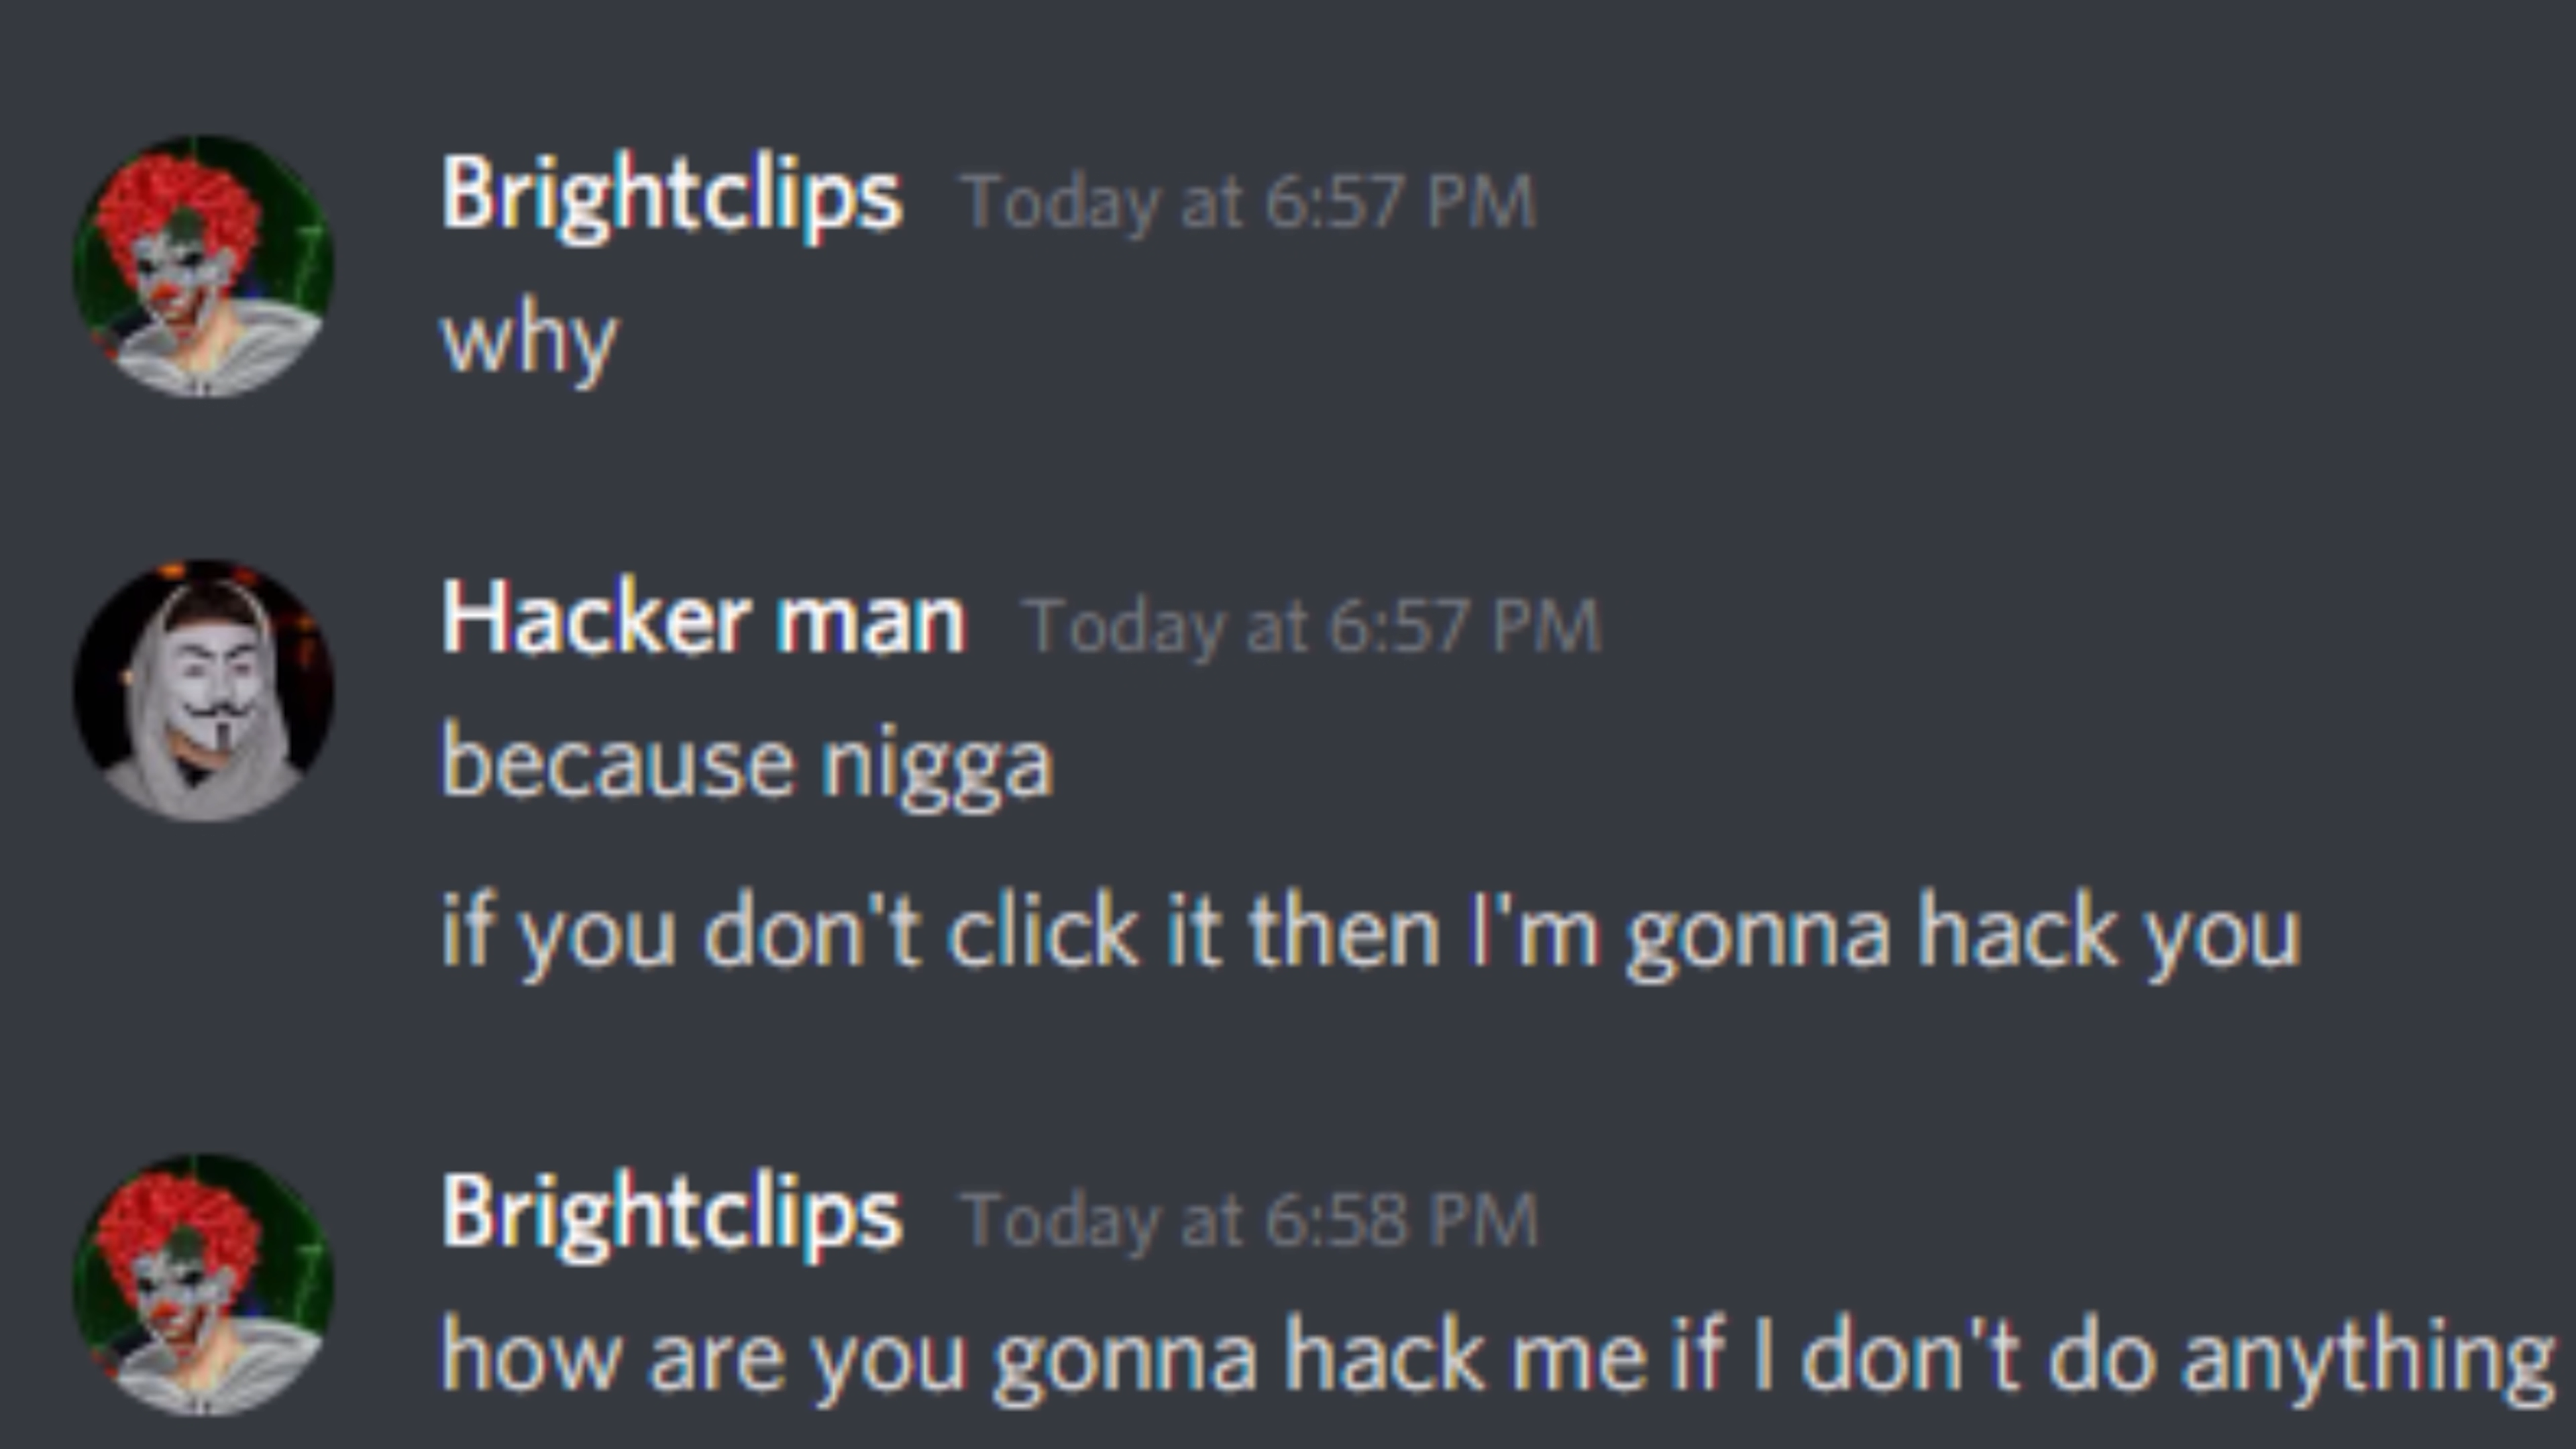 Brightclips Today at 6:57 PM
why
Hacker man Today at 6:57 PM
because nigga
if you don't click it then I'm gonna hack you
Brightclips Today at 6:58 PM
how are you gonna hack me if I don't do anything